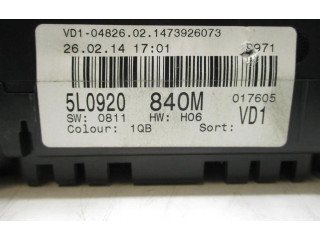 VD1-04826.02.1473926073
26.02.14 17:01 S971
5L0920 840M 017605
SW: 0811 HW: H06 VD1
Colour: 1QB Sort: